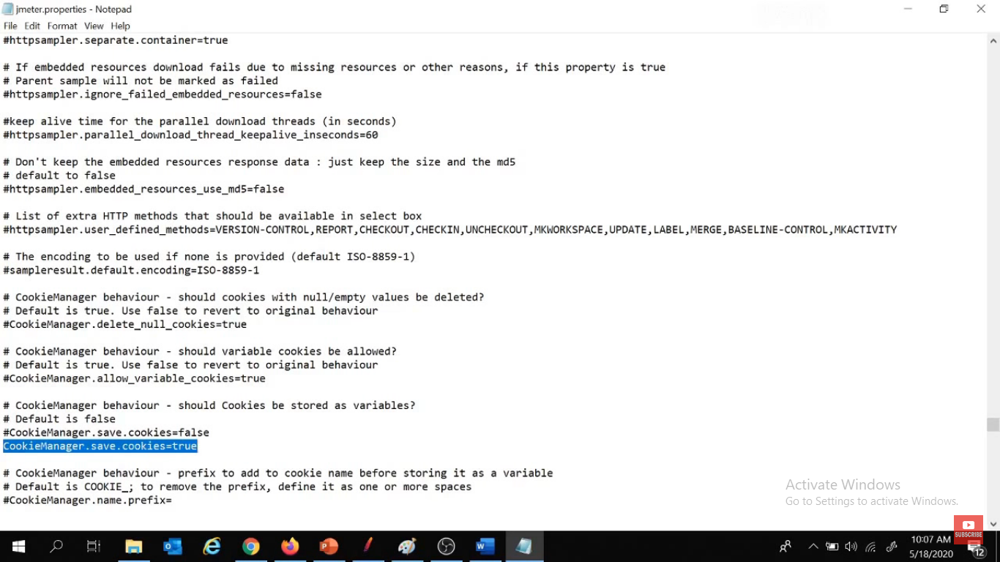 jmeter.properties - Notepad
File Edit Format View Help
#httpsampler.separate.container=true
# If embedded resources download fails due to missing resources or other reasons, if this property is true
# Parent sample will not be marked as failed
#httpsampler.ignore_failed_embedded_resources=false
#keep alive time for the parallel download threads (in seconds)
#httpsampler.parallel_download_thread_keepalive_inseconds=60
# Don't keep the embedded resources response data : just keep the size and the md5
# default to false
#httpsampler.embedded_resources_use_md5=false
# List of extra HTTP methods that should be available in select box
#httpsampler.user_defined_methods=VERSION-CONTROL,REPORT,CHECKOUT,CHECKIN,UNCHECKOUT,MKWORKSPACE,UPDATE,LABEL,MERGE,BASELINE-CONTROL,MKACTIVITY
# The encoding to be used if none is provided (default ISO-8859-1)
#sampleresult.default.encoding=ISO-8859-1
# CookieManager behaviour - should cookies with null/empty values be deleted?
# Default is true. Use false to revert to original behaviour
#CookieManager.delete_null_cookies=true
# CookieManager behaviour - should variable cookies be allowed?
# Default is true. Use false to revert to original behaviour
#CookieManager.allow_variable_cookies=true
# CookieManager behaviour - should Cookies be stored as variables?
# Default is false
#CookieManager.save.cookies=false
CookieManager.save.cookies=true
# CookieManager behaviour - prefix to add to cookie name before storing it as a variable
# Default is COOKIE_; to remove the prefix, define it as one or more spaces
#CookieManager.name.prefix=
Activate Windows
Go to Settings to activate Windows.
SUBSCRIBE
10:07 AM
5/18/2020
12